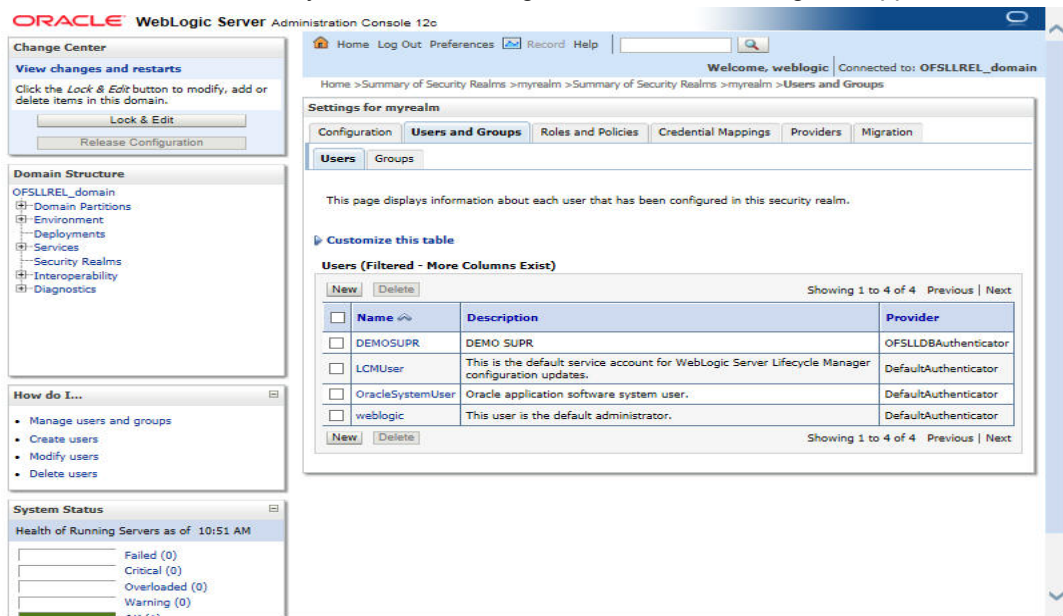 ORACLE WebLogic Server Administration Console 12c
Change Center
View changes and restarts
Click the Lock & Edit button to modify, add or
delete items in this domain.
Lock & Edit
Release Configuration
Domain Structure
OFSLLREL_domain
Domain Partitions
Environment
Deployments
Services
Security Realms
Interoperability
Diagnostics
How do I...
Manage users and groups
Create users
Modify users
Delete users
System Status
Health of Running Servers as of 10:51 AM
Failed (0)
Critical (0)
Overloaded (0)
Warning (0)
Home Log Out Preferences Record Help
Welcome, weblogic Connected to: OFSLLREL_domain
Home >Summary of Security Realms >myrealm >Summary of Security Realms >myrealm >Users and Groups
Settings for myrealm
Configuration Users and Groups Roles and Policies Credential Mappings Providers Migration
Users Groups
This page displays information about each user that has been configured in this security realm.
Customize this table
Users (Filtered - More Columns Exist)
New Delete Showing 1 to 4 of 4 Previous | Next
Name Description Provider
DEMOSUPR DEMO SUPR OFSLLDBAuthenticator
LCMUser This is the default service account for WebLogic Server Lifecycle Manager configuration updates. DefaultAuthenticator
OracleSystemUser Oracle application software system user. DefaultAuthenticator
weblogic This user is the default administrator. DefaultAuthenticator
New Delete Showing 1 to 4 of 4 Previous | Next